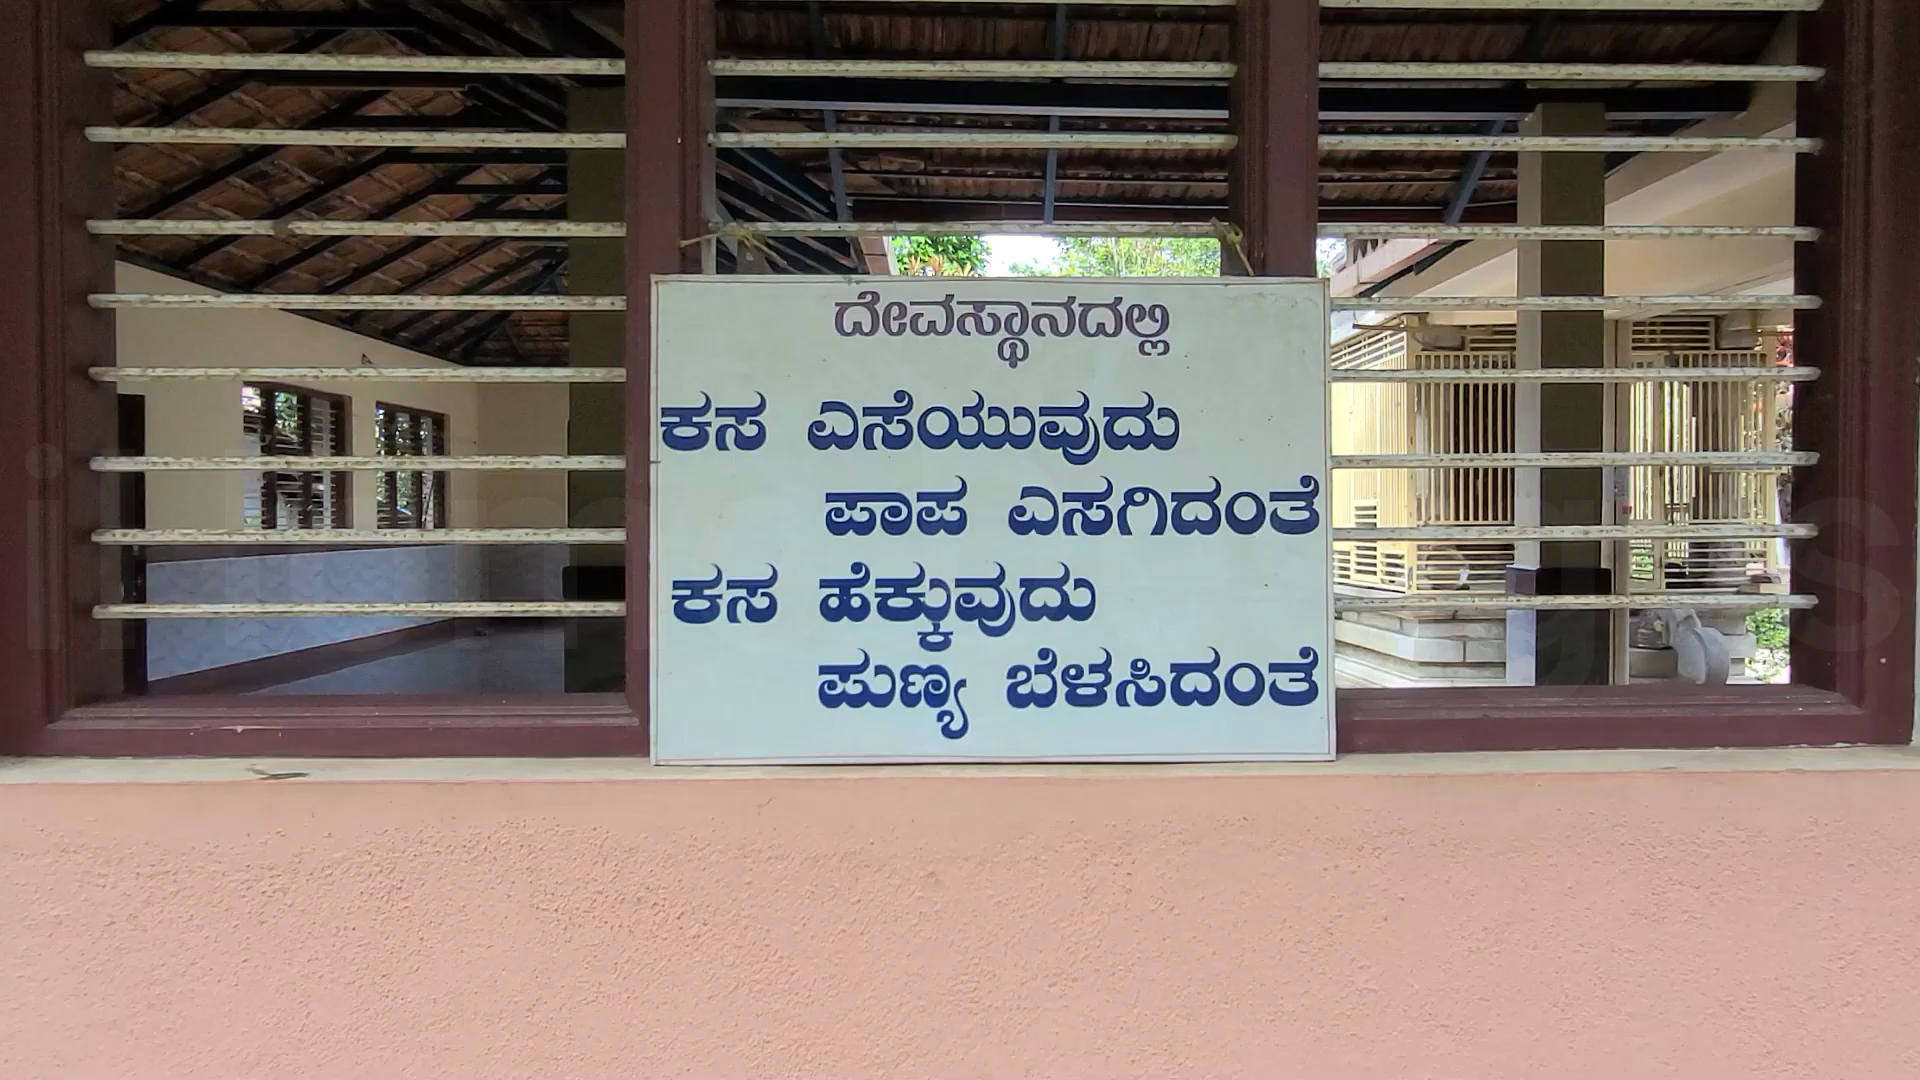 ದೇವಸ್ಥಾನದಲ್ಲಿ
ಕಸ ಎಸೆಯುವುದು
ಪಾಪ ಎಸಗಿದಂತೆ
ಕಸ ಹೆಕ್ಕುವುದು
ಪುಣ್ಯ ಬೆಳಸಿದಂತೆ